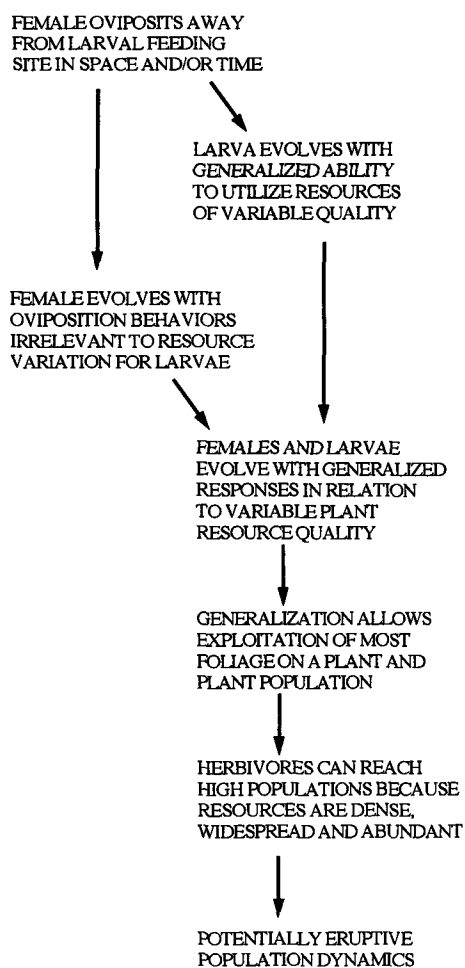 FEMALE OVIPOSITS AWAY
FROM LARVAL FEEDING
SITE IN SPACE AND/OR TIME
LARVA EVOLVES WITH
GENERALIZED ABILITY
TO UTILIZE RESOURCES
OF VARIABLE QUALITY
FEMALE EVOLVES WITH
OVIPOSITION BEHAVIORS
IRRELEVANT TO RESOURCE
VARIATION FOR LARVAE
FEMALES AND LARVAE
EVOLVE WITH GENERALIZED
RESPONSES IN RELATION
TO VARIABLE PLANT
RESOURCE QUALITY
GENERALIZATION ALLOWS
EXPLOITATION OF MOST
FOLIAGE ON A PLANT AND
PLANT POPULATION
HERBIVORES CAN REACH
HIGH POPULATIONS BECAUSE
RESOURCES ARE DENSE,
WIDESPREAD AND ABUNDANT
POTENTIALLY ERUPTIVE
POPULATION DYNAMICS